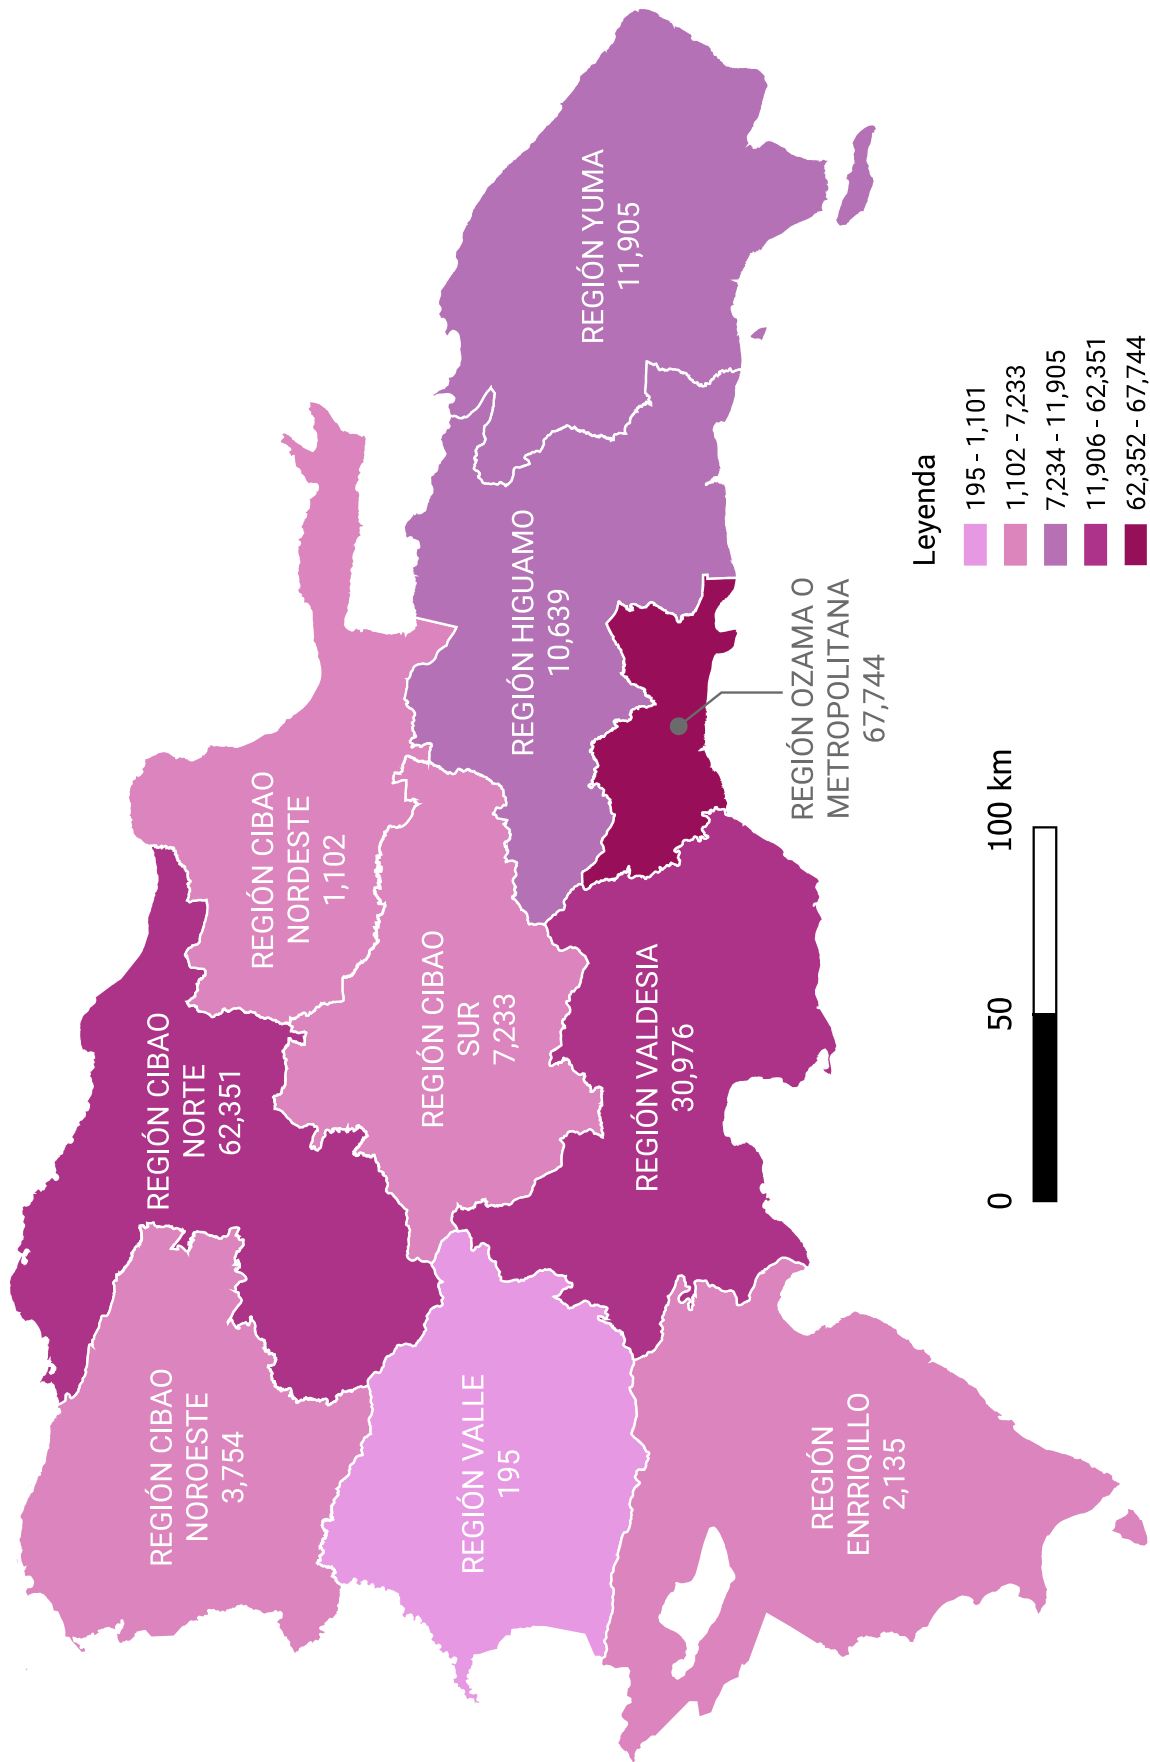 REGIÓN CIBAO
NOROESTE
3,754
REGIÓN CIBAO
NORTE
62,351
REGIÓN CIBAO
NORDESTE
1,102
REGIÓN CIBAO
SUR
7,233
REGIÓN VALLE
195
REGIÓN HIGUAMO
10,639
REGIÓN YUMA
11,905
REGIÓN VALDESIA
30,976
REGIÓN
ENRRIQILLO
2,135
REGIÓN OZAMA O
METROPOLITANA
67,744
Leyenda
195 - 1,101
1,102 - 7,233
7,234 - 11,905
11,906 - 62,351
62,352 - 67,744
0 50 100 km